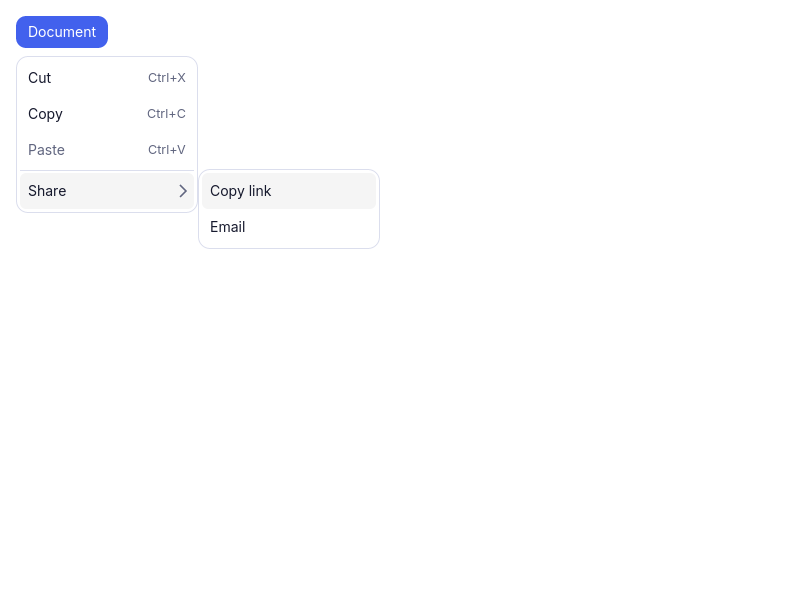 Document
Cut Ctrl+X
Copy Ctrl+C
Paste Ctrl+V
Share
Copy link
Email